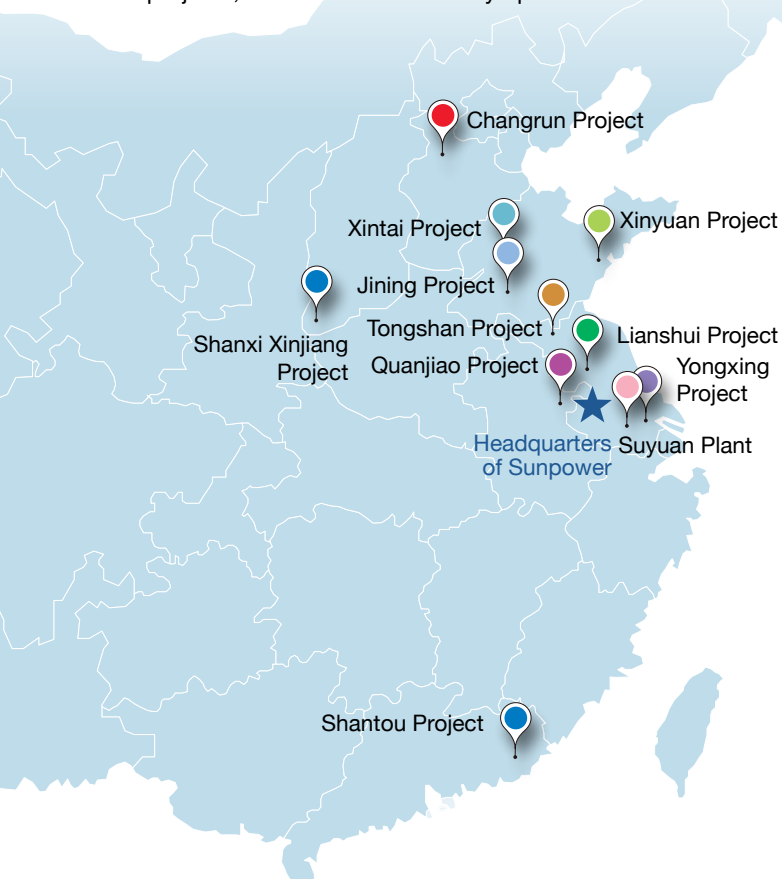 Changrun Project
Xintai Project
Xinyuan Project
Jining Project
Tongshan Project
Lianshui Project
Shanxi Xinjiang
Project
Quanjiao Project
Yongxing
Project
Headquarters
of Sunpower
Suyuan Plant
Shantou Project